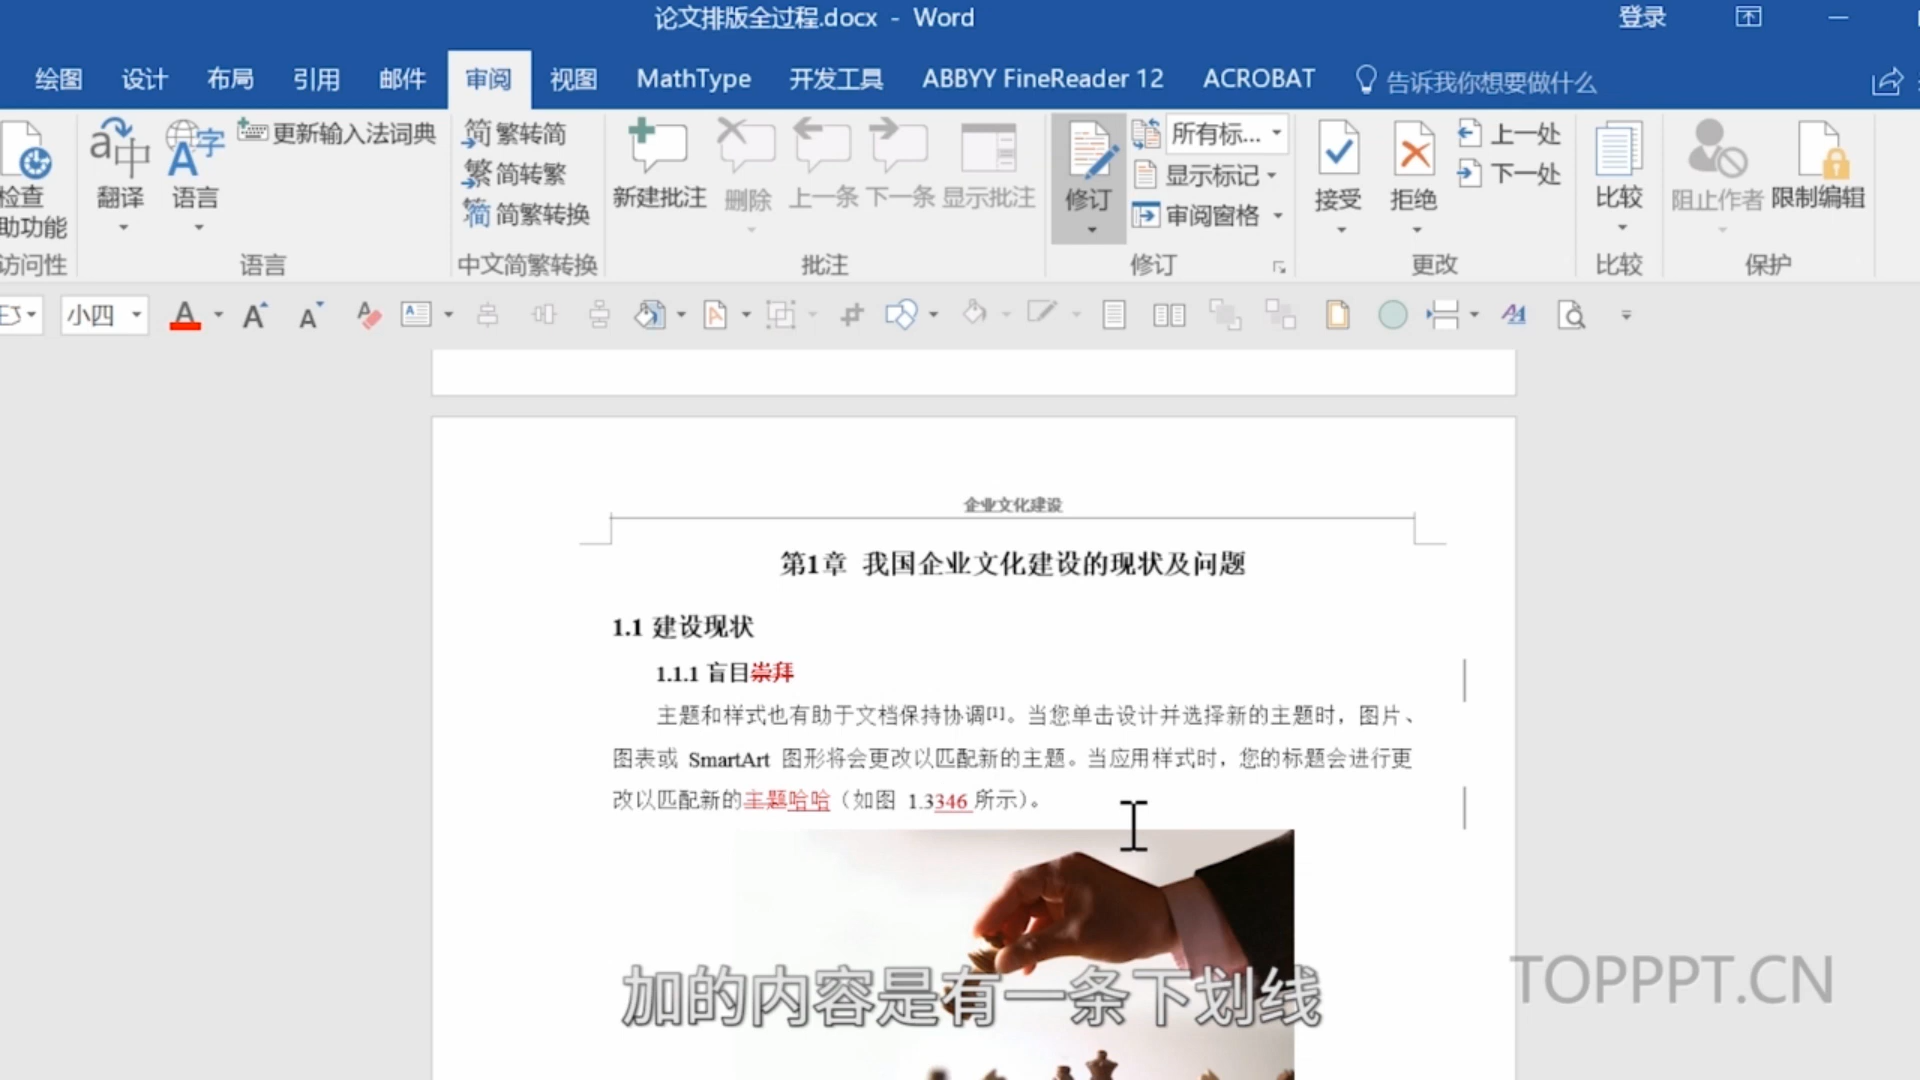 论文排版全过程.docx - Word
登录
绘图 设计 布局 引用 邮件 审阅 视图 MathType 开发工具 ABBYY FineReader 12 ACROBAT 告诉我你想要做什么
更新输入法词典 繁转简 所有标... 上一处
简转繁 显示标记 下一处
检查 翻译 语言 新建批注 删除 上一条 下一条 显示批注 修订 接受 拒绝 比较 阻止作者 限制编辑
助功能 简繁转换 审阅窗格
访问性 语言 中文简繁转换 批注 修订 更改 比较 保护
小四
企业文化建设
第1章 我国企业文化建设的现状及问题
1.1 建设现状
1.1.1 盲目崇拜
主题和样式也有助于文档保持协调[1]。当您单击设计并选择新的主题时，图片、
图表或 SmartArt 图形将会更改以匹配新的主题。当应用样式时，您的标题会进行更
改以匹配新的主题哈哈（如图 1.3346 所示）。
加的内容是有一条下划线
TOPPPT.CN